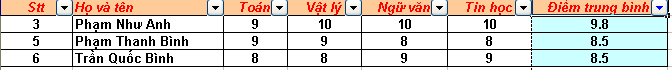 Stt Họ và tên Toán Vật lý Ngữ văn Tin học Điểm trung bình
3 Phạm Như Anh 9 10 10 10 9.8
5 Phạm Thanh Bình 9 9 8 8 8.5
6 Trần Quốc Bình 8 8 9 9 8.5